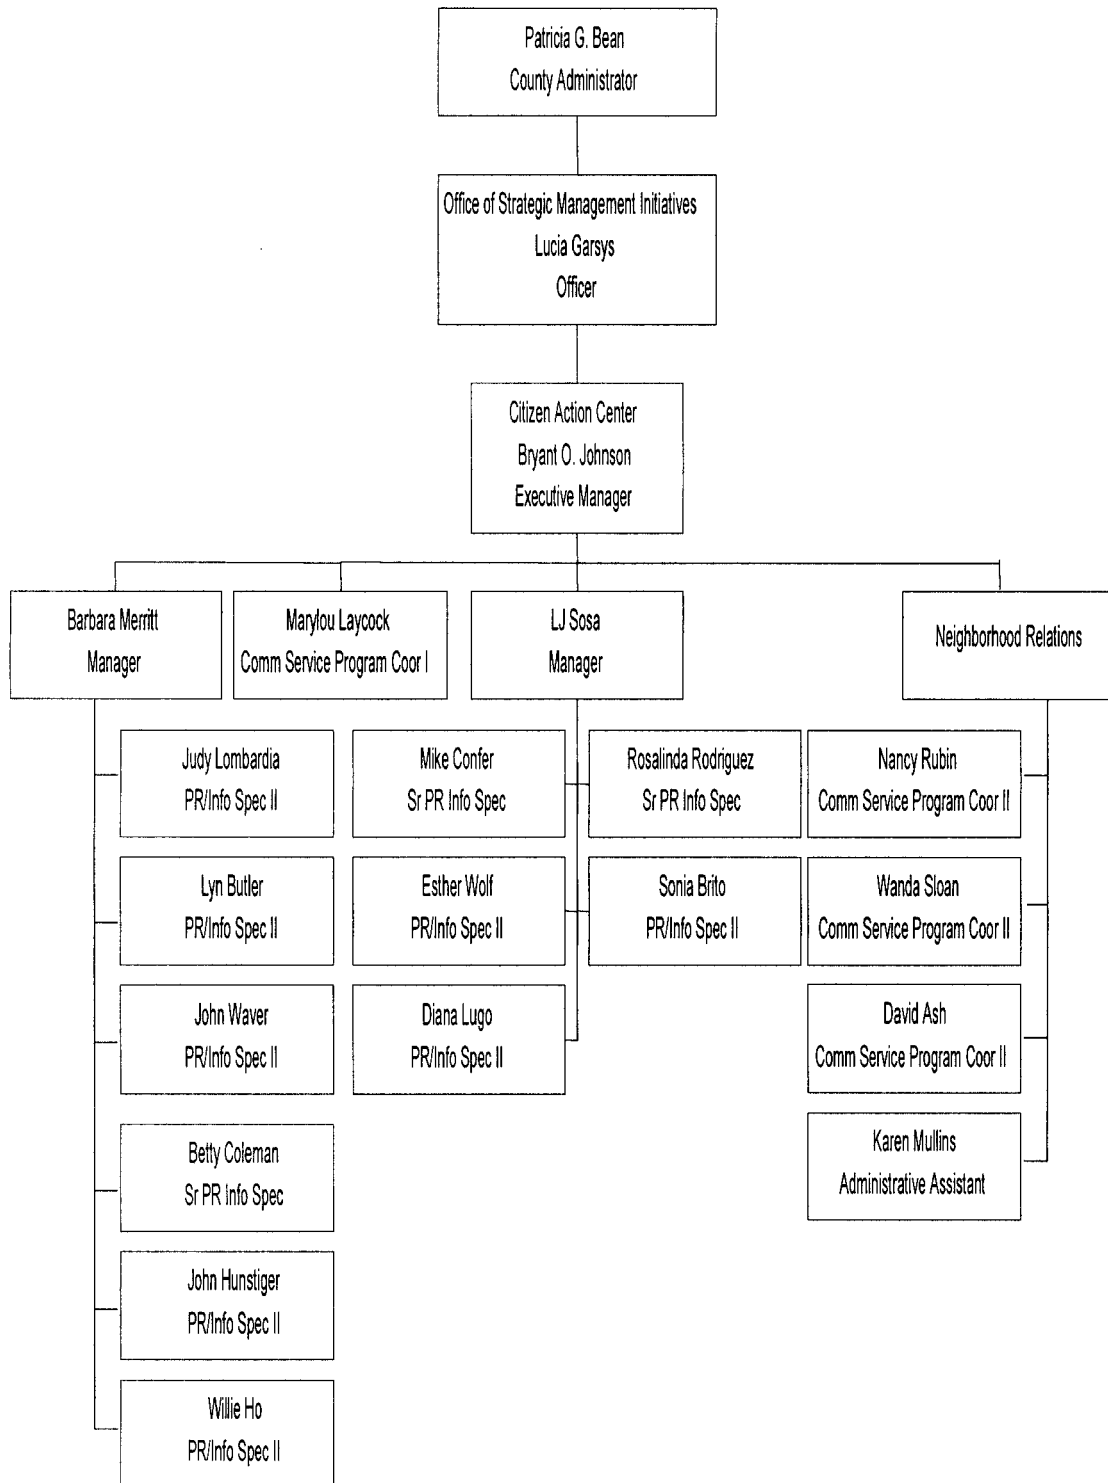 Patricia G. Bean
County Administrator
Office of Strategic Management Initiatives
Lucia Garsys
Officer
Citizen Action Center
Bryant O. Johnson
Executive Manager
Barbara Merritt
Manager
Marylou Laycock
Comm Service Program Coor I
LJ Sosa
Manager
Neighborhood Relations
Judy Lombardia
PR/Info Spec II
Mike Confer
Sr PR Info Spec
Rosalinda Rodriguez
Sr PR Info Spec
Nancy Rubin
Comm Service Program Coor II
Lyn Butler
PR/Info Spec II
Esther Wolf
PR/Info Spec II
Sonia Brito
PR/Info Spec II
Wanda Sloan
Comm Service Program Coor II
John Waver
PR/Info Spec II
Diana Lugo
PR/Info Spec II
David Ash
Comm Service Program Coor II
Betty Coleman
Sr PR Info Spec
Karen Mullins
Administrative Assistant
John Hunstiger
PR/Info Spec II
Willie Ho
PR/Info Spec II